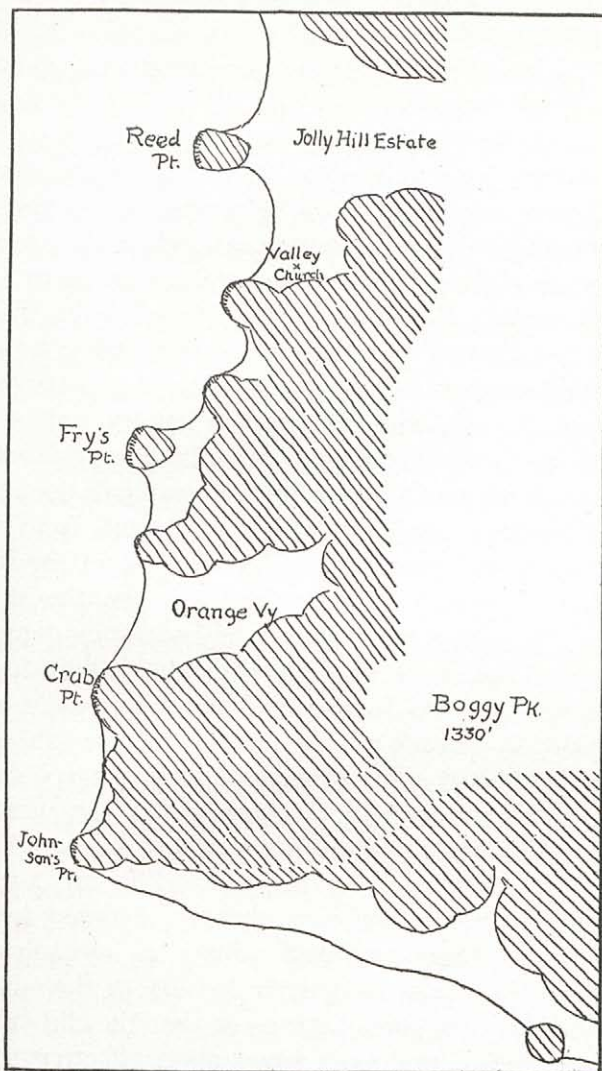 Reed
Pt.
Jolly Hill Estate
Valley
x
Church
Fry's
Pt.
Orange Vy
Crab
Pt.
Boggy Pk.
1330'
John-
son's
Pt.